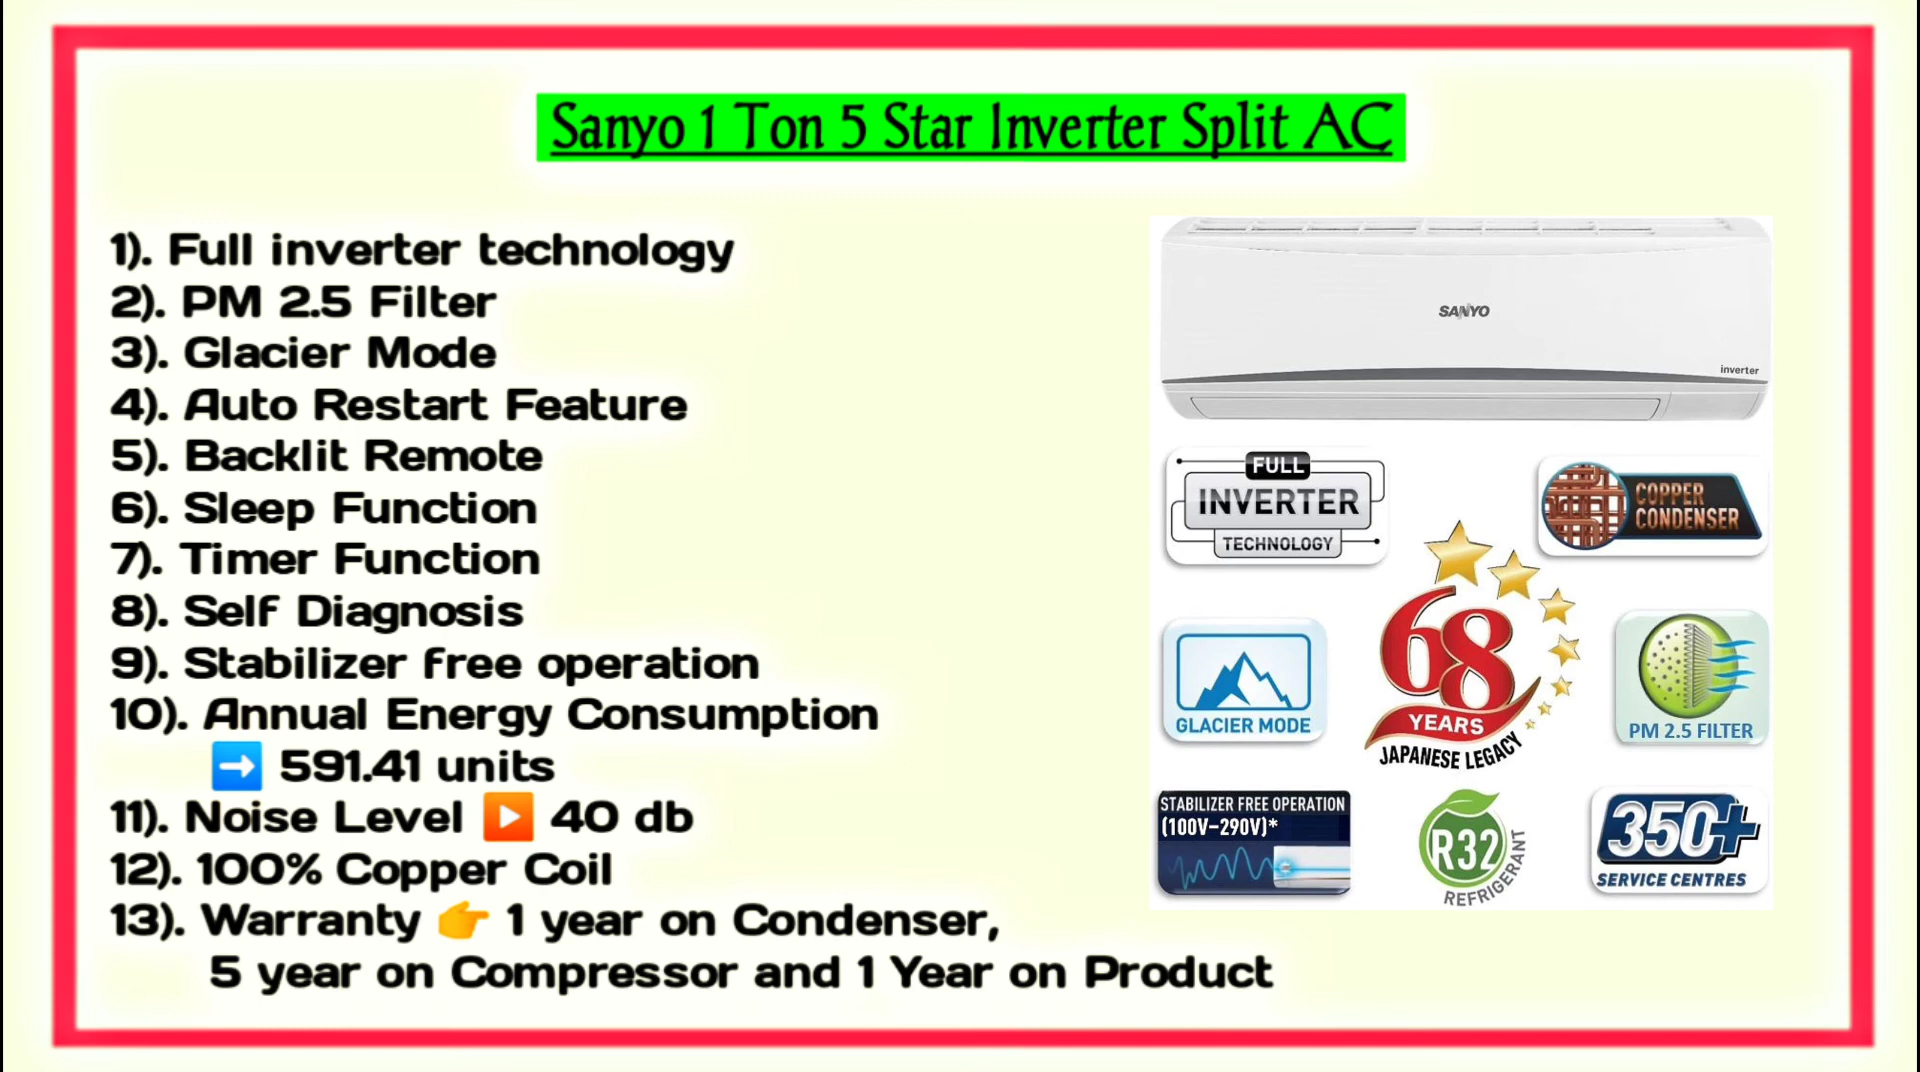 Sanyo 1 Ton 5 Star Inverter Split AC
1). Full inverter technology
2). PM 2.5 Filter
3). Glacier Mode
4). Auto Restart Feature
5). Backlit Remote
6). Sleep Function
7). Timer Function
8). Self Diagnosis
9). Stabilizer free operation
10). Annual Energy Consumption
➡️ 591.41 units
11). Noise Level ▶️ 40 db
12). 100% Copper Coil
13). Warranty 👉 1 year on Condenser,
5 year on Compressor and 1 Year on Product
SANYO
inverter
FULL
INVERTER
TECHNOLOGY
COPPER
CONDENSER
GLACIER MODE
68
YEARS
JAPANESE LEGACY
PM 2.5 FILTER
STABILIZER FREE OPERATION
(100V-290V)*
R32
REFRIGERANT
350+
SERVICE CENTRES